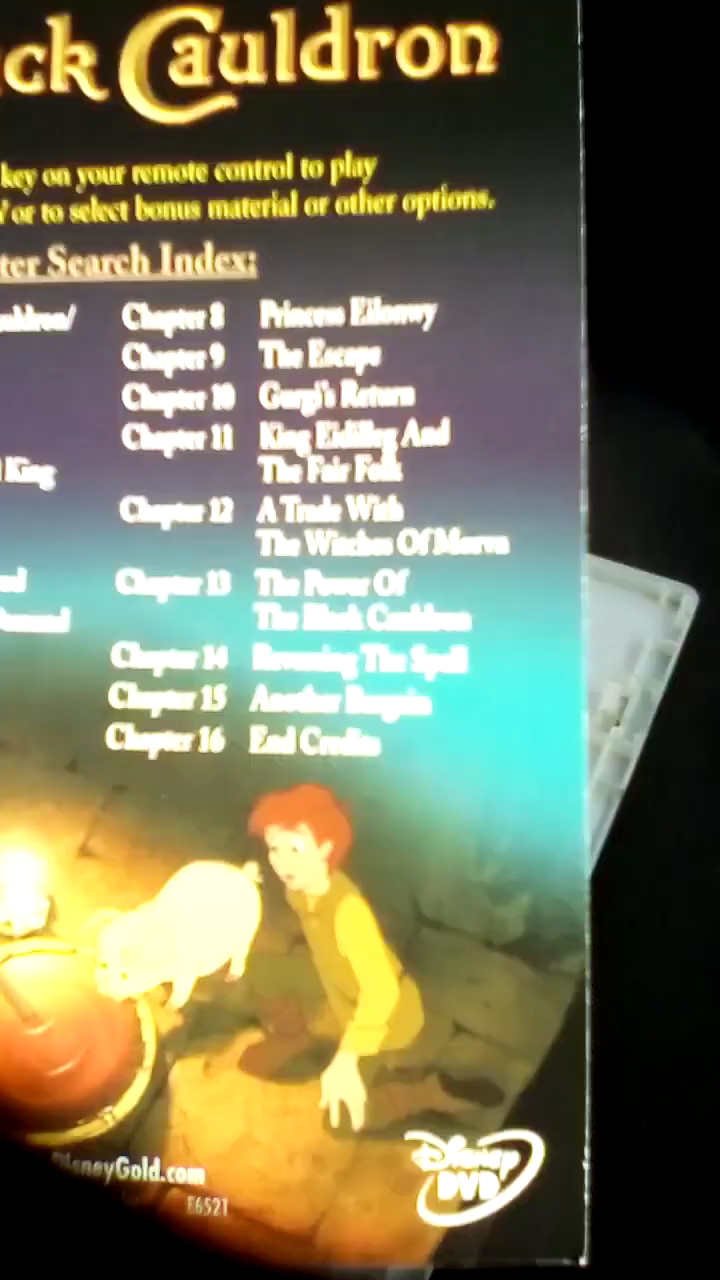 ck Cauldron
key on your remote control to play
or to select bonus material or other options.
ter Search Index:
uldron/
Chapter 8 Princess Eilonwy
Chapter 9 The Escape
Chapter 10 Gurgi's Return
Chapter 11 King Eidilleg And
The Fair Folk
King
Chapter 12 A Trade With
The Witches Of Morva
Chapter 13 The Power Of
The Black Cauldron
Chapter 14 Reversing The Spell
Chapter 15 Another Bargain
Chapter 16 End Credits
DisneyGold.com
E6521
Disney
DVD